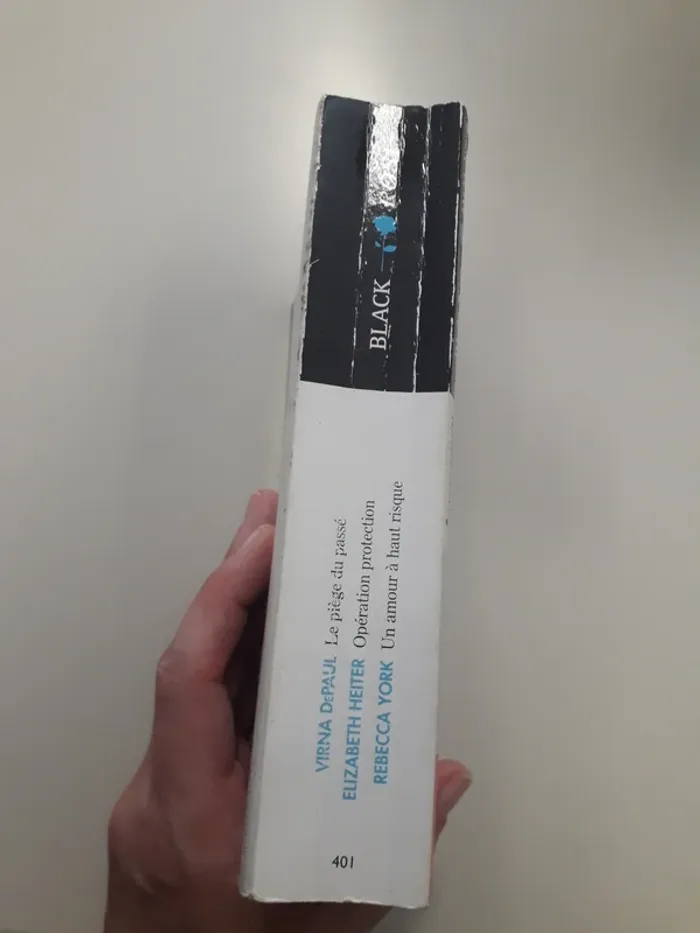 BLACK
VIRNA DEPAUL Le piège du passé
ELIZABETH HEITER Opération protection
REBECCA YORK Un amour à haut risque
401